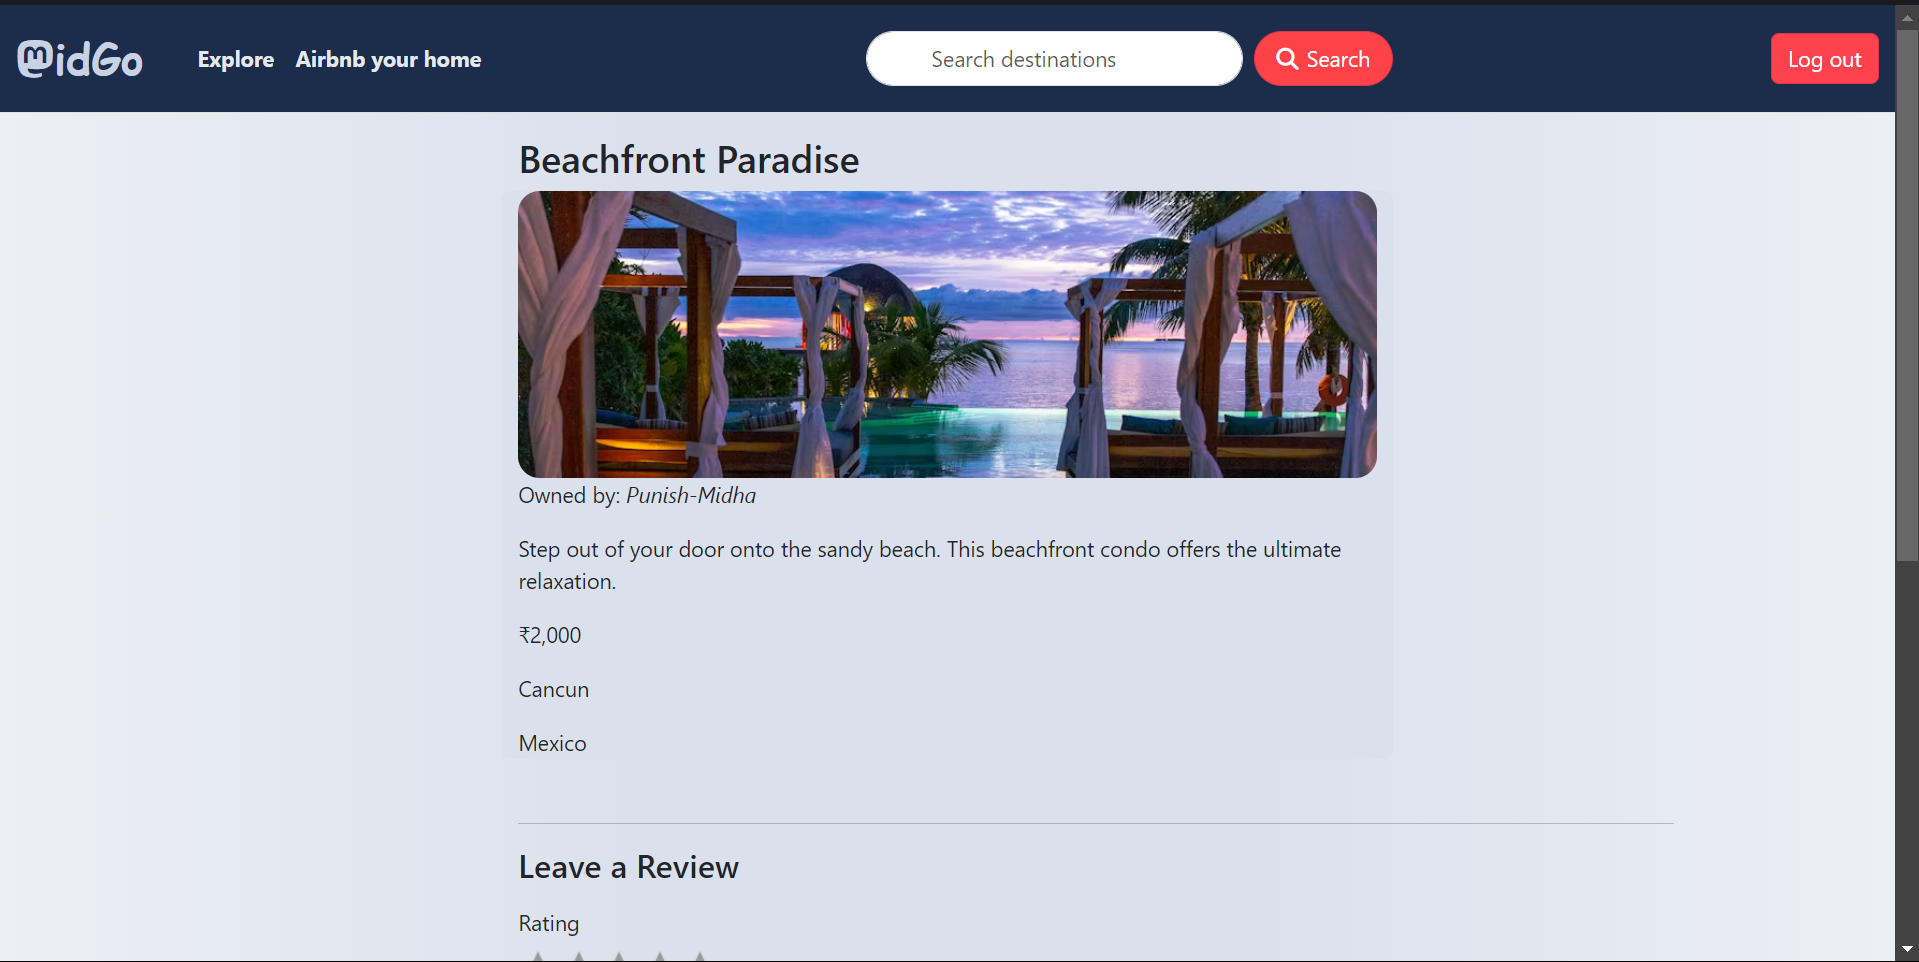 MidGo
Explore
Airbnb your home
Search destinations
Search
Log out
Beachfront Paradise
Owned by: Punish-Midha
Step out of your door onto the sandy beach. This beachfront condo offers the ultimate
relaxation.
₹2,000
Cancun
Mexico
Leave a Review
Rating